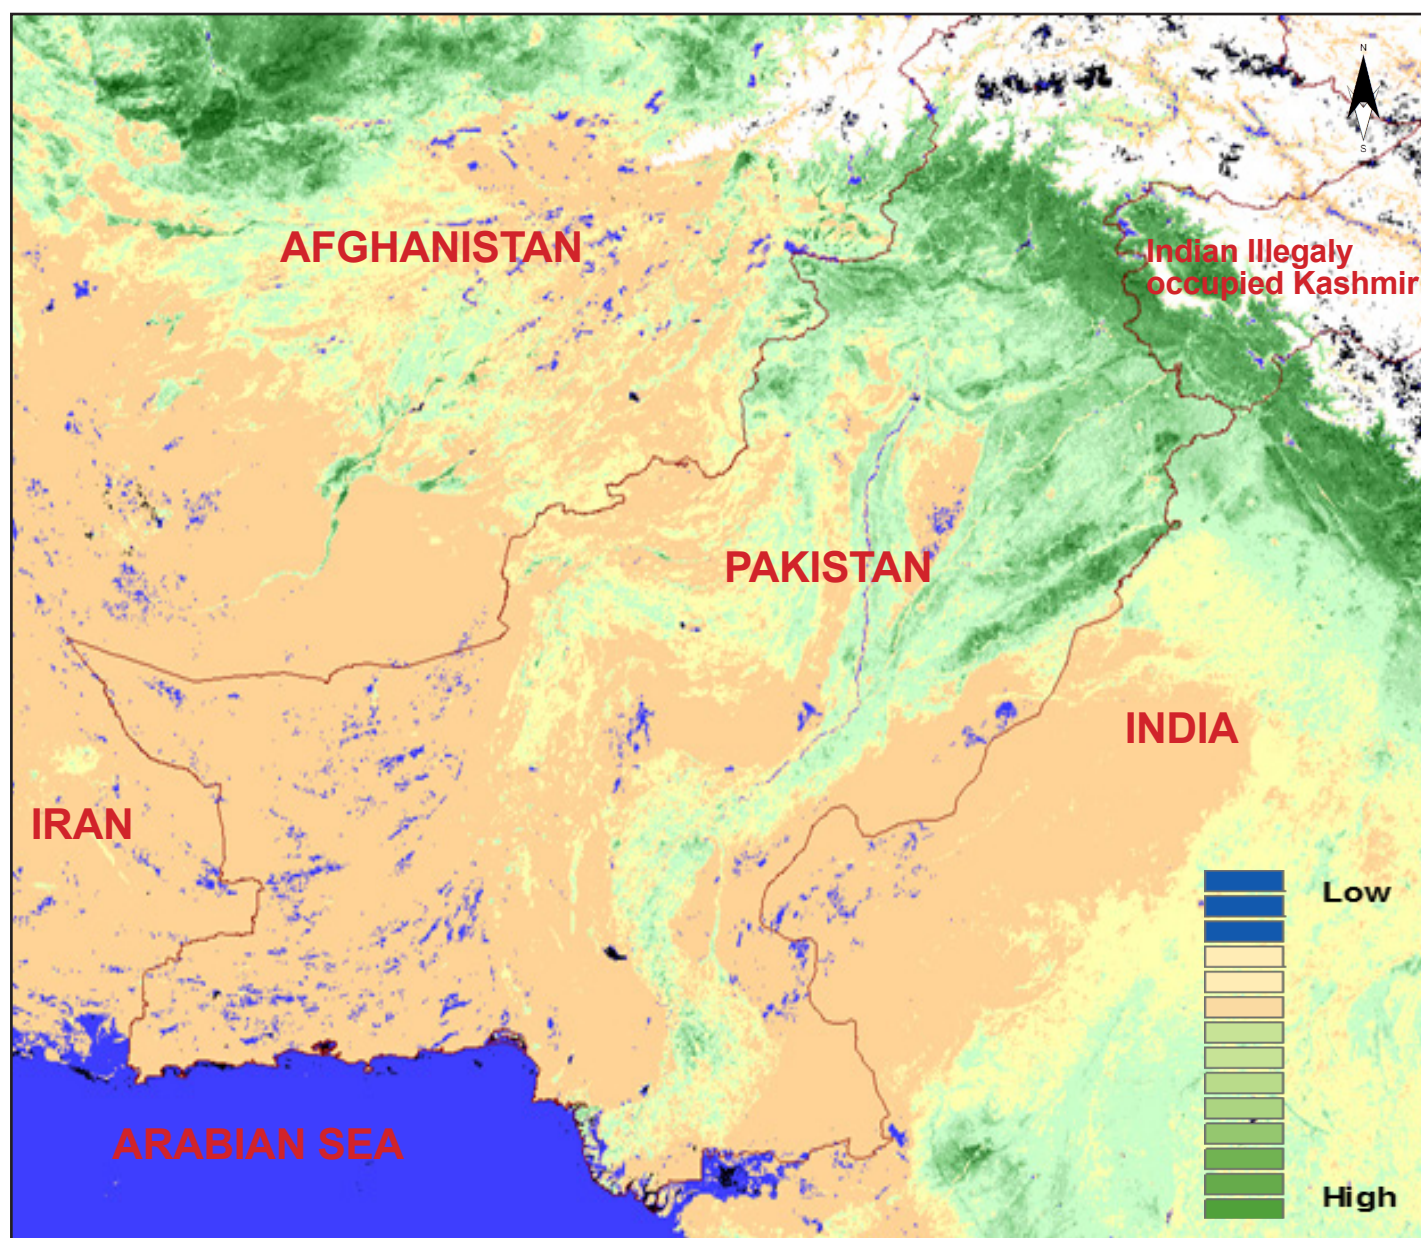 N
S
AFGHANISTAN
Indian Illegaly
occupied Kashmir
PAKISTAN
INDIA
IRAN
Low
ARABIAN SEA
High